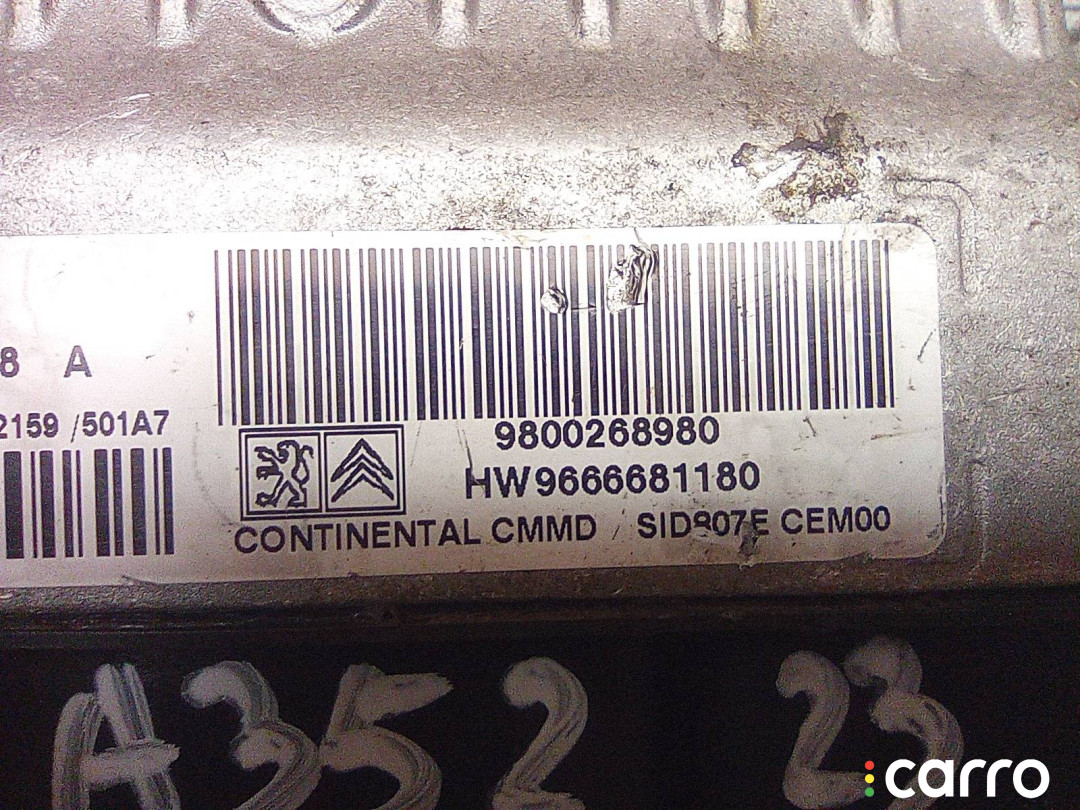 8 A
2159 /501A7
9800268980
HW9666681180
CONTINENTAL CMMD / SID807E CEM00
A352 23
carro